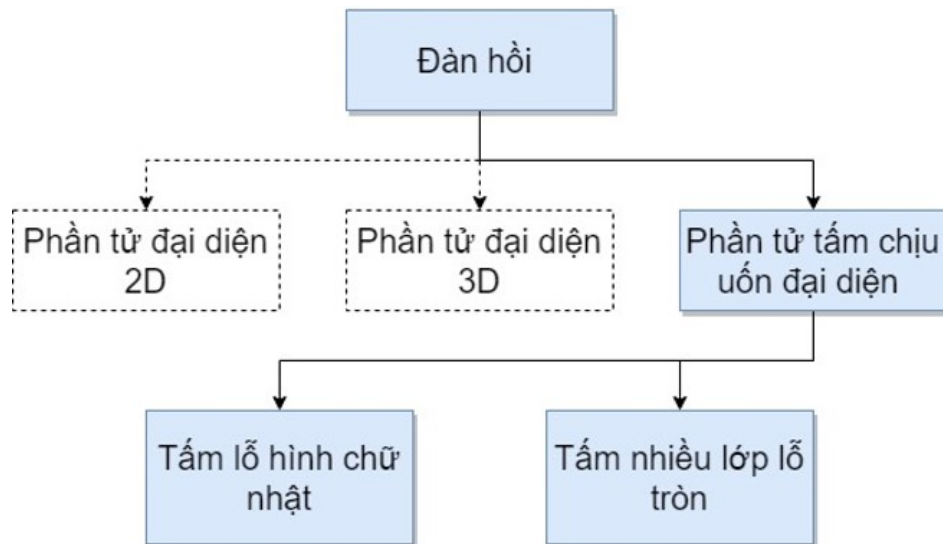 Đàn hồi
Phần tử đại diện
2D
Phần tử đại diện
3D
Phần tử tấm chịu
uốn đại diện
Tấm lỗ hình chữ
nhật
Tấm nhiều lớp lỗ
tròn